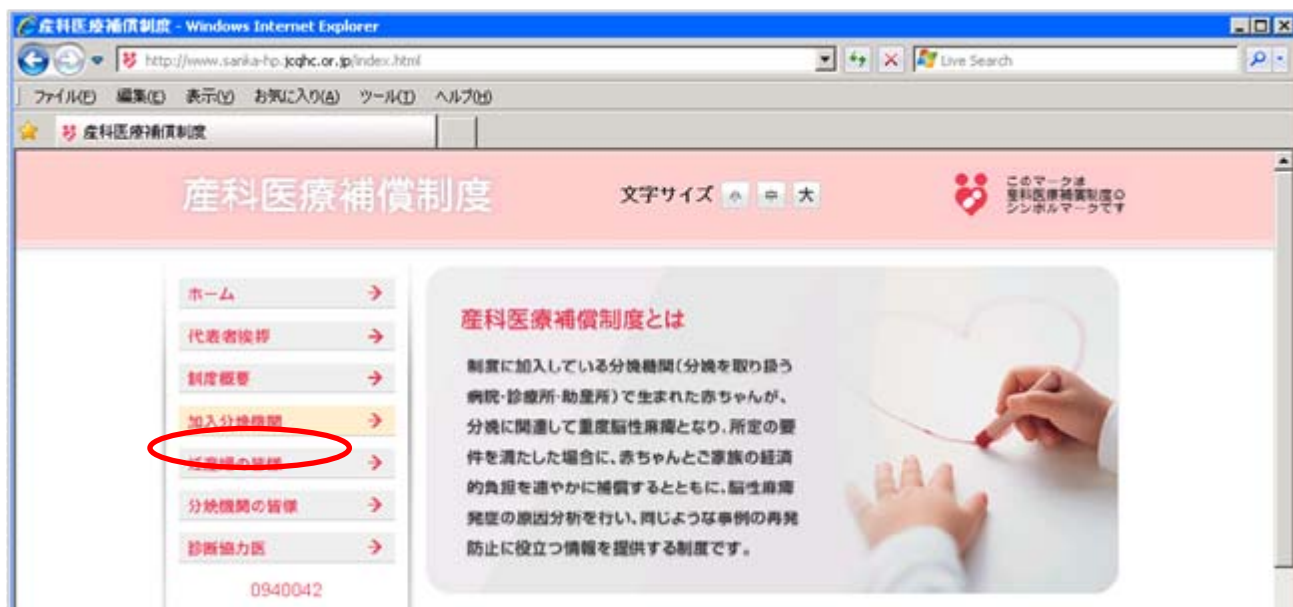 産科医療補償制度 - Windows Internet Explorer
http://www.sanka-hp.jcqhc.or.jp/index.html
Live Search
ファイル(F) 編集(E) 表示(V) お気に入り(A) ツール(T) ヘルプ(H)
産科医療補償制度
産科医療補償制度
文字サイズ 小 中 大
このマークは
産科医療補償制度の
シンボルマークです
ホーム
代表者挨拶
制度概要
加入分娩機関
妊産婦の皆様
分娩機関の皆様
診断協力医
0940042
産科医療補償制度とは
制度に加入している分娩機関(分娩を取り扱う
病院・診療所・助産所)で生まれた赤ちゃんが、
分娩に関連して重度脳性麻痺となり、所定の要
件を満たした場合に、赤ちゃんとご家族の経済
的負担を速やかに補償するとともに、脳性麻痺
発症の原因分析を行い、同じような事例の再発
防止に役立つ情報を提供する制度です。